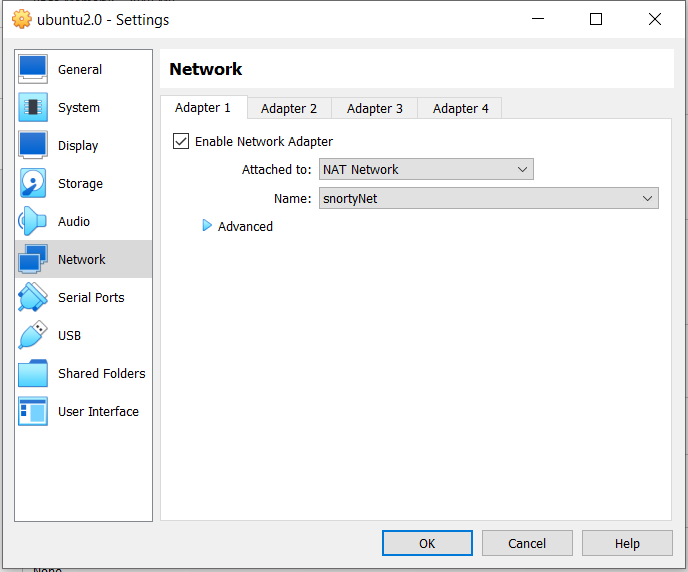 ubuntu2.0 - Settings
General
System
Display
Storage
Audio
Network
Serial Ports
USB
Shared Folders
User Interface
Network
Adapter 1
Adapter 2
Adapter 3
Adapter 4
Enable Network Adapter
Attached to: NAT Network
Name: snortyNet
Advanced
OK
Cancel
Help